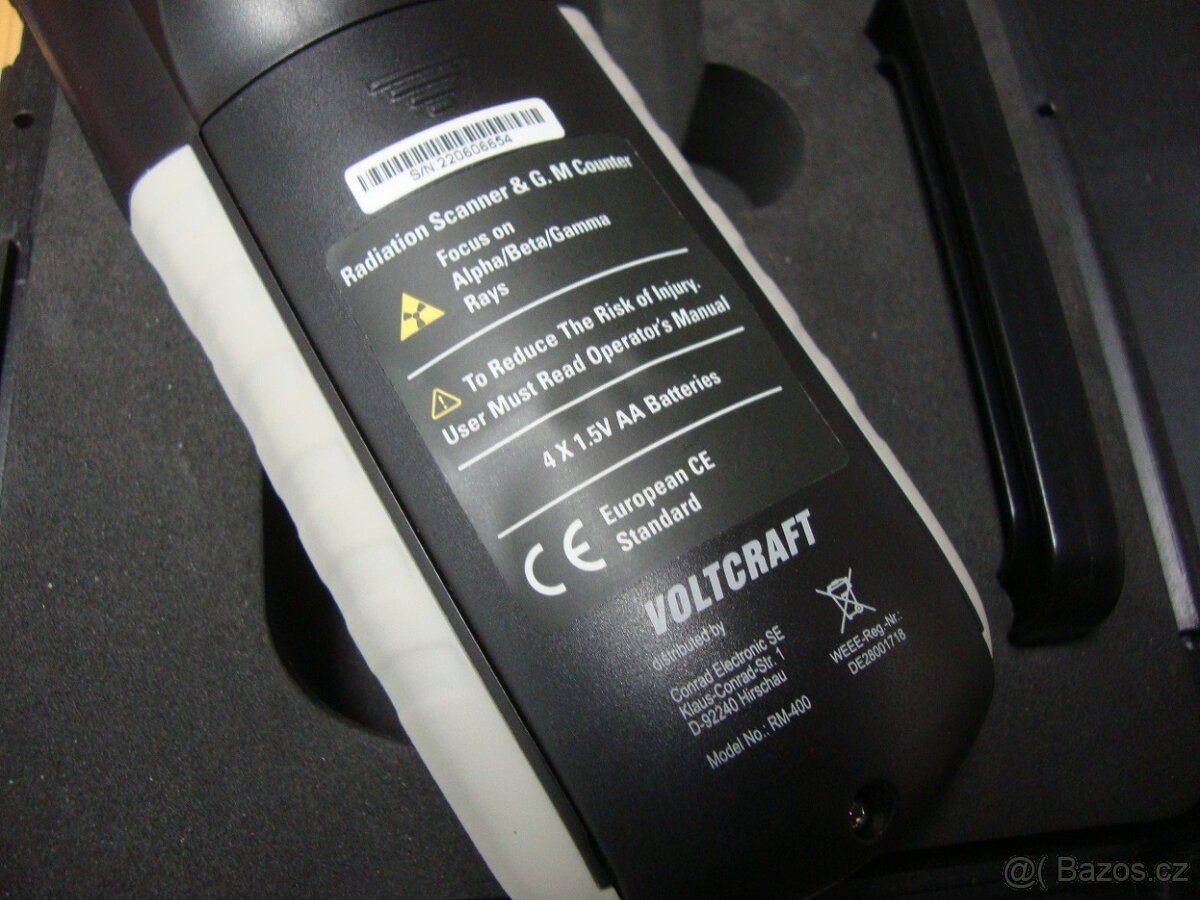 S/N 220606654
Radiation Scanner & G. M Counter
Focus on
Alpha/Beta/Gamma
Rays
To Reduce The Risk of Injury.
User Must Read Operator's Manual
4 X 1.5V AA Batteries
CE European CE
Standard
VOLTCRAFT
distributed by
Conrad Electronic SE
Klaus-Conrad-Str. 1
D-92240 Hirschau
Model No.: RM-400
WEEE-Reg.-Nr.:
DE28001718
@( Bazos.cz